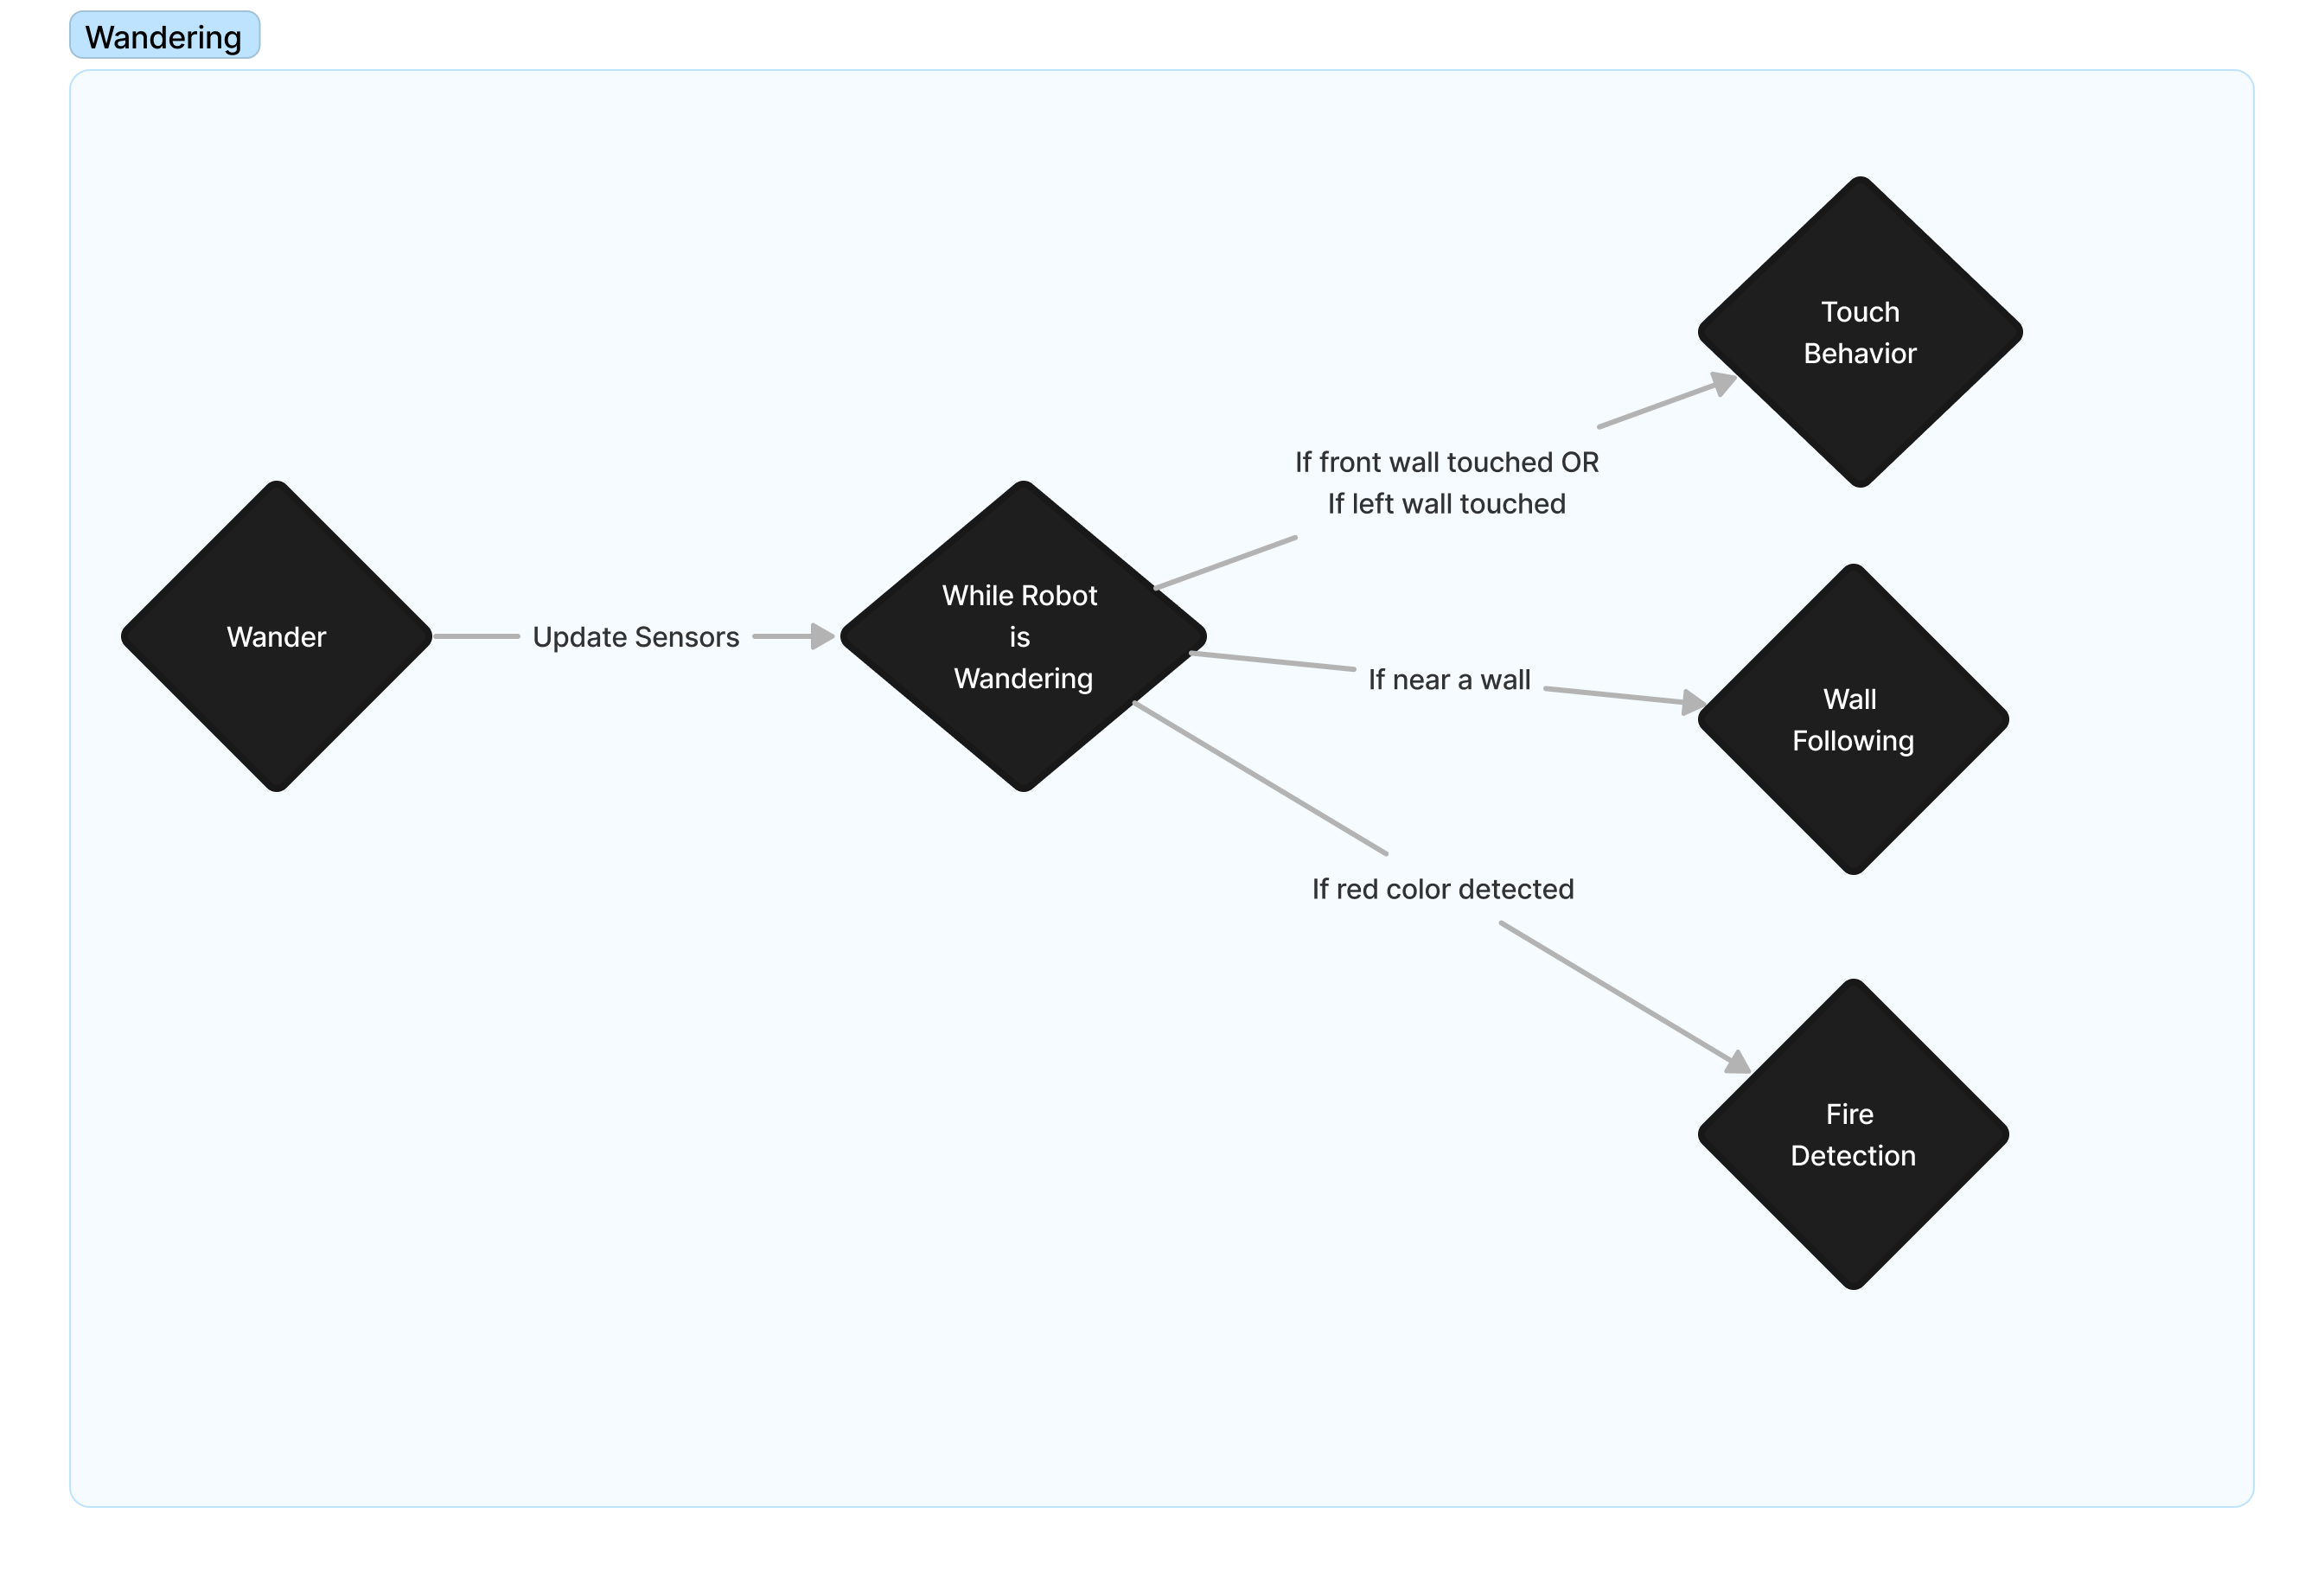 Wandering
Wander
Update Sensors
While Robot
is
Wandering
If front wall touched OR
If left wall touched
Touch
Behavior
If near a wall
Wall
Following
If red color detected
Fire
Detection